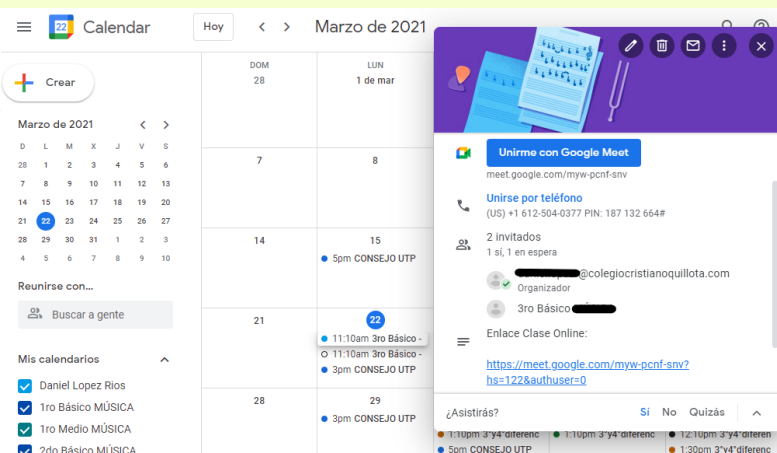 22 Calendar
Hoy
Marzo de 2021
Crear
Marzo de 2021
D L M X J V S
28 1 2 3 4 5 6
7 8 9 10 11 12 13
14 15 16 17 18 19 20
21 22 23 24 25 26 27
28 29 30 31 1 2 3
4 5 6 7 8 9 10
Reunirse con...
Buscar a gente
Mis calendarios
Daniel Lopez Rios
1ro Básico MÚSICA
1ro Medio MÚSICA
2do Básico MÚSICA
DOM LUN
28 1 de mar
7 8
14 15
5pm CONSEJO UTP
21 22
11:10am 3ro Básico -
11:10am 3ro Básico -
3pm CONSEJO UTP
28 29
3pm CONSEJO UTP
Unirme con Google Meet
meet.google.com/myw-pcnf-snv
Unirse por teléfono
(US) +1 612-504-0377 PIN: 187 132 664#
2 invitados
1 sí, 1 en espera
@colegiocristianoquillota.com
Organizador
3ro Básico
Enlace Clase Online:
https://meet.google.com/myw-pcnf-snv?
hs=122&authuser=0
¿Asistirás?
Sí No Quizás
1:10pm 3°y4°diferenc 1:10pm 3°y4°diferenc 12:10pm 3°y4°diferenc
5pm CONSEJO UTP 1:30pm 3°y4°diferenc